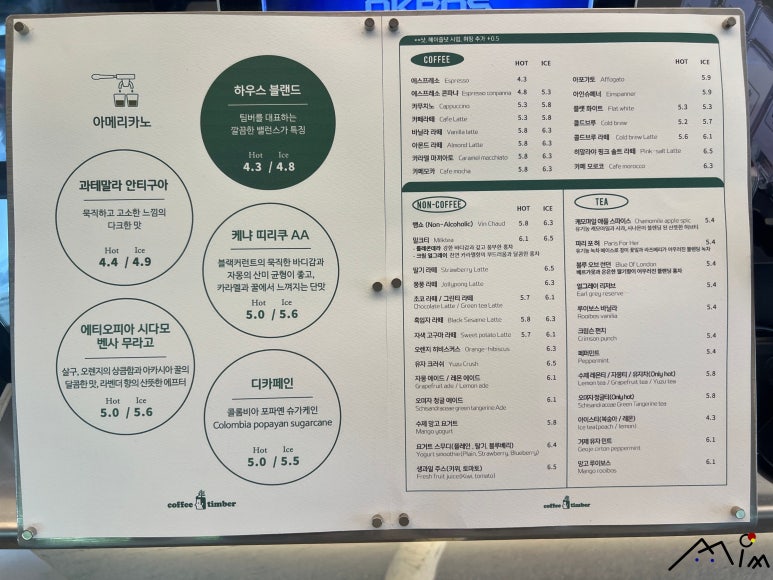 아메리카노
하우스 블랜드
팀버를 대표하는
깔끔한 밸런스가 특징
Hot Ice
4.3 / 4.8
과테말라 안티구아
묵직하고 고소한 느낌의
다크한 맛
Hot Ice
4.4 / 4.9
케냐 띠리쿠 AA
블랙커런트의 묵직한 바디감과
자몽의 산미 균형이 좋고,
카라멜과 꿀에서 느껴지는 단맛
Hot Ice
5.0 / 5.6
에티오피아 시다모
벤사 무라고
살구, 오렌지의 상큼함과 아카시아 꿀의
달콤한 맛, 라벤더 향의 산뜻한 에프터
Hot Ice
5.0 / 5.6
디카페인
콜롬비아 포파얀 슈가케인
Colombia popayan sugarcane
Hot Ice
5.0 / 5.5
coffee timber
**샷, 헤이즐넛 시럽, 휘핑 추가 +0.5
COFFEE HOT ICE
에스프레소 Espresso 4.3
에스프레소 콘파냐 Espresso conpanna 4.8 5.3
카푸치노 Cappuccino 5.3 5.8
카페라떼 Cafe Latte 5.3 5.8
바닐라 라떼 Vanilla latte 5.8 6.3
아몬드 라떼 Almond Latte 5.8 6.3
카라멜 마끼아또 Caramel macchiato 5.8 6.3
카페모카 Cafe mocha 5.8 6.3
HOT ICE
아포가토 Affogato 5.9
아인슈페너 Einspanner 5.9
플랫 화이트 Flat white 5.3 5.3
콜드브루 Cold brew 5.2 5.7
콜드브루 라떼 Cold brew Latte 5.6 6.1
히말라야 핑크 솔트 라떼 Pink-salt Latte 6.5
카페 모로코 Cafe morocco 6.3
NON-COFFEE HOT ICE
뱅쇼 (Non-Alcoholic) Vin Chaud 5.8 6.3
밀크티 Milktea 6.1 6.5
딸기 라떼 Strawberry Latte 6.5
퐁퐁 라떼 Jollypong Latte 6.3
초코 라떼 / 그린티 라떼 5.7 6.1
Chocolate Latte / Green tea Latte
흑임자 라떼 Black Sesame Latte 5.8 6.3
자색 고구마 라떼 Sweet potato Latte 5.7 6.1
오렌지 히비스커스 Orange-hibiscus 6.3
유자 크러쉬 Yuzu Crush 6.5
자몽 에이드 / 레몬 에이드 6.1
Grapefruit ade / Lemon ade
오미자 청귤 에이드 6.1
Schisandraceae green tangerine Ade
수제 망고 요거트 5.8
Mango yogurt
요거트 스무디(플레인, 딸기, 블루베리) 6.4
Yogurt smoothie(Plain, Strawberry, Blueberry)
생과일 주스(키위, 토마토) 6.5
Fresh fruit juice(Kiwi, tomato)
TEA
캐모마일 애플 스파이스 Chamomile apple spic 5.4
파리 포 허 Paris For Her 5.4
블루 오브 런던 Blue Of London 5.4
얼그레이 리저브 5.4
Earl grey reserve
루이보스 바닐라 5.4
Rooibos vanilla
크림슨 펀치 5.4
Crimson punch
페퍼민트 5.4
Peppermint
수제 레몬티 / 자몽티 / 유자차(Only hot) 5.8
Lemon tea / Grapefruit tea / Yuzu tea
오미자 청귤티(Only hot) 5.8
Schisandraceae Green Tangerine tea
아이스티(복숭아 / 레몬) 4.3
Ice tea(peach / lemon)
거제 유자 민트 6.1
Geoje cirton peppermint
망고 루이보스 6.1
Mango rooibos
coffee timber